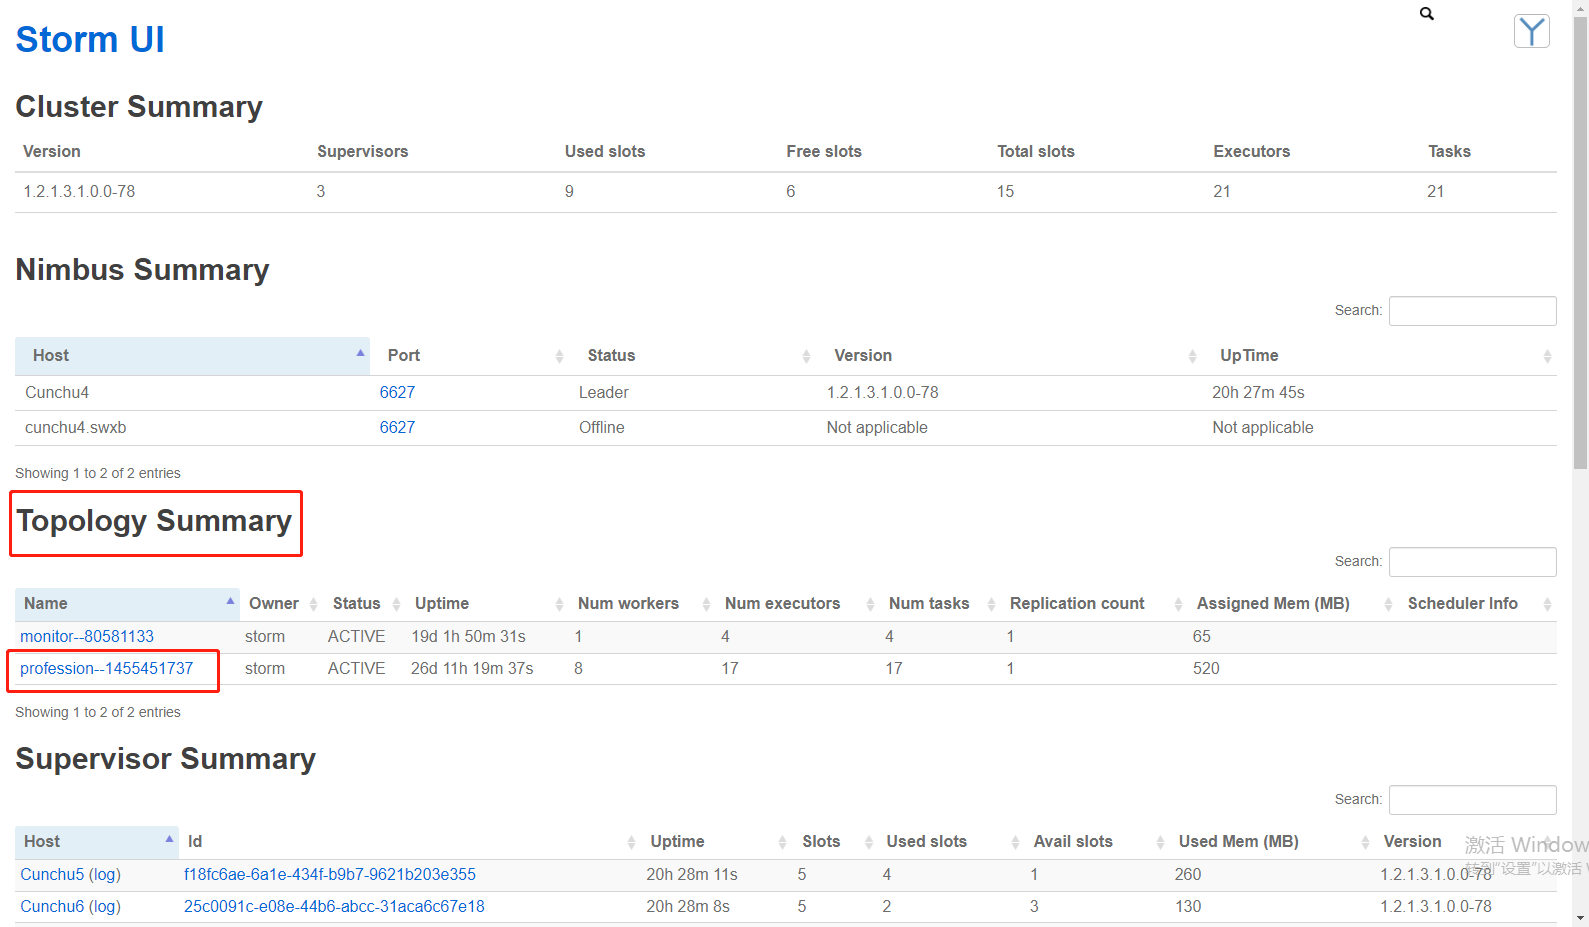 Storm UI
Cluster Summary
Version Supervisors Used slots Free slots Total slots Executors Tasks
1.2.1.3.1.0.0-78 3 9 6 15 21 21
Nimbus Summary
Search:
Host Port Status Version UpTime
Cunchu4 6627 Leader 1.2.1.3.1.0.0-78 20h 27m 45s
cunchu4.swxb 6627 Offline Not applicable Not applicable
Showing 1 to 2 of 2 entries
Topology Summary
Search:
Name Owner Status Uptime Num workers Num executors Num tasks Replication count Assigned Mem (MB) Scheduler Info
monitor--80581133 storm ACTIVE 19d 1h 50m 31s 1 4 4 1 65
profession--1455451737 storm ACTIVE 26d 11h 19m 37s 8 17 17 1 520
Showing 1 to 2 of 2 entries
Supervisor Summary
Search:
Host Id Uptime Slots Used slots Avail slots Used Mem (MB) Version
激活 Window
Cunchu5 (log) f18fc6ae-6a1e-434f-b9b7-9621b203e355 20h 28m 11s 5 4 1 260 1.2.1.3.1.0.0-78
转到"设置"以激活
Cunchu6 (log) 25c0091c-e08e-44b6-abcc-31aca6c67e18 20h 28m 8s 5 2 3 130 1.2.1.3.1.0.0-78